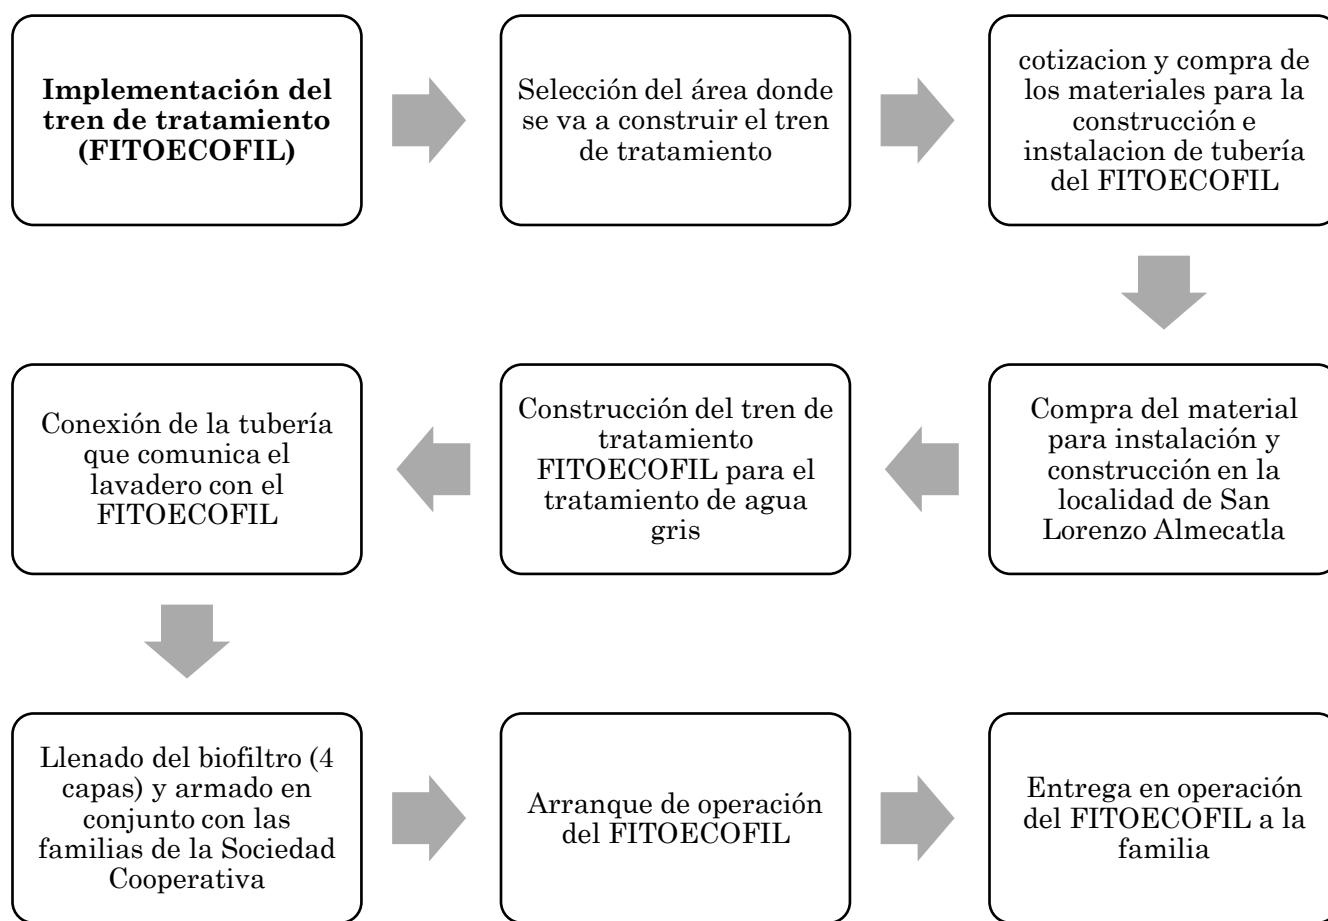 Implementación del
tren de tratamiento
(FITOECOFIL)
Selección del área donde
se va a construir el tren
de tratamiento
cotizacion y compra de
los materiales para la
construcción e
instalacion de tubería
del FITOECOFIL
Compra del material
para instalación y
construcción en la
localidad de San
Lorenzo Almecatla
Construcción del tren de
tratamiento
FITOECOFIL para el
tratamiento de agua
gris
Conexión de la tubería
que comunica el
lavadero con el
FITOECOFIL
Llenado del biofiltro (4
capas) y armado en
conjunto con las
familias de la Sociedad
Cooperativa
Arranque de operación
del FITOECOFIL
Entrega en operación
del FITOECOFIL a la
familia